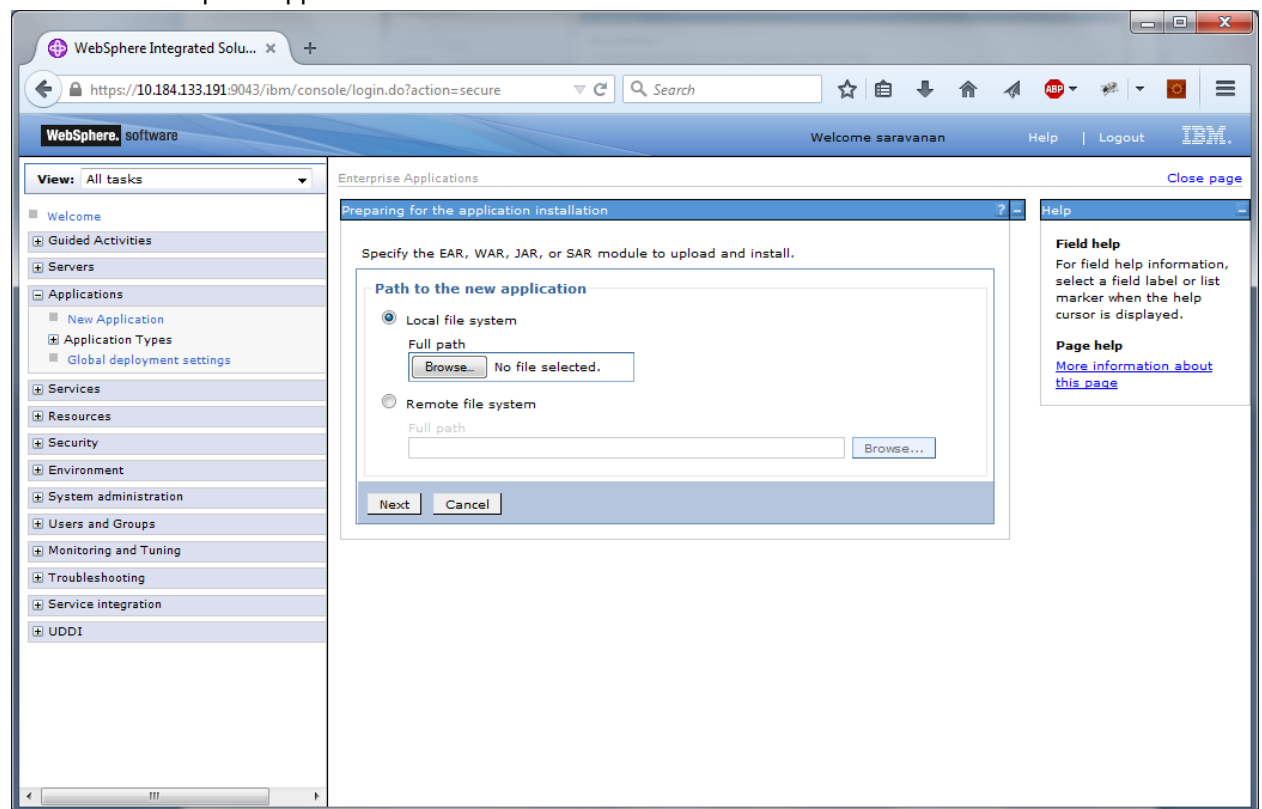 WebSphere Integrated Solu... × +
https://10.184.133.191:9043/ibm/console/login.do?action=secure
Search
ABP
WebSphere. software
Welcome saravanan
Help | Logout
IBM.
View: All tasks
Welcome
Guided Activities
Servers
Applications
New Application
Application Types
Global deployment settings
Services
Resources
Security
Environment
System administration
Users and Groups
Monitoring and Tuning
Troubleshooting
Service integration
UDDI
Enterprise Applications
Close page
Preparing for the application installation ? –
Specify the EAR, WAR, JAR, or SAR module to upload and install.
Path to the new application
Local file system
Full path
Browse... No file selected.
Remote file system
Full path
Browse...
Next Cancel
Help –
Field help
For field help information,
select a field label or list
marker when the help
cursor is displayed.
Page help
More information about
this page